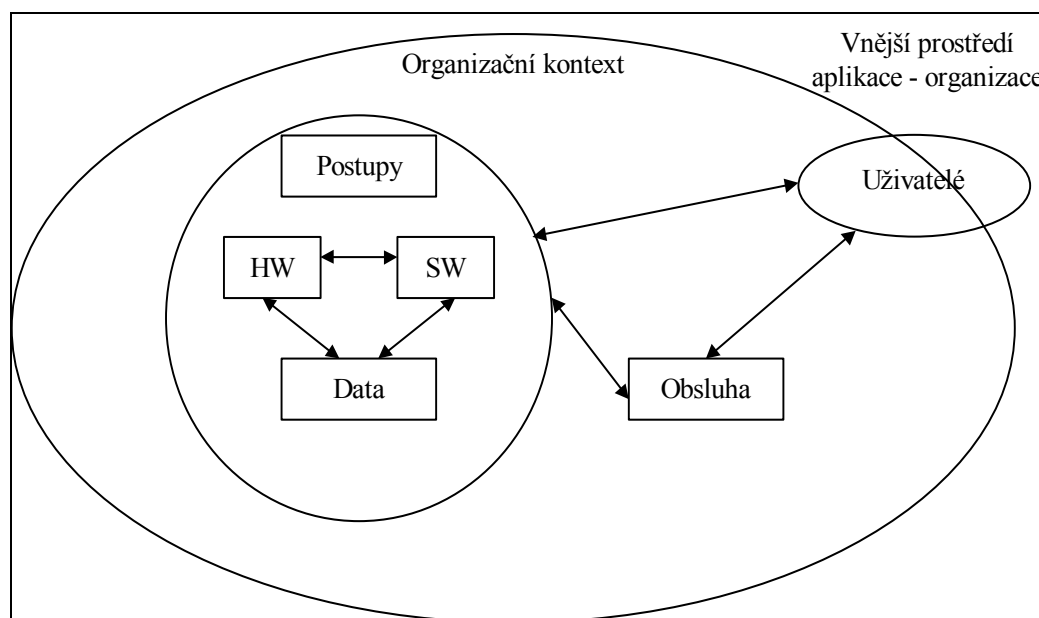 Vnější prostředí
aplikace - organizace
Organizační kontext
Postupy
Uživatelé
HW
SW
Data
Obsluha